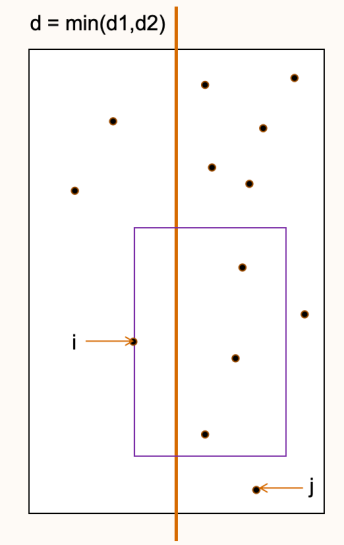 d = min(d1,d2)
i
j